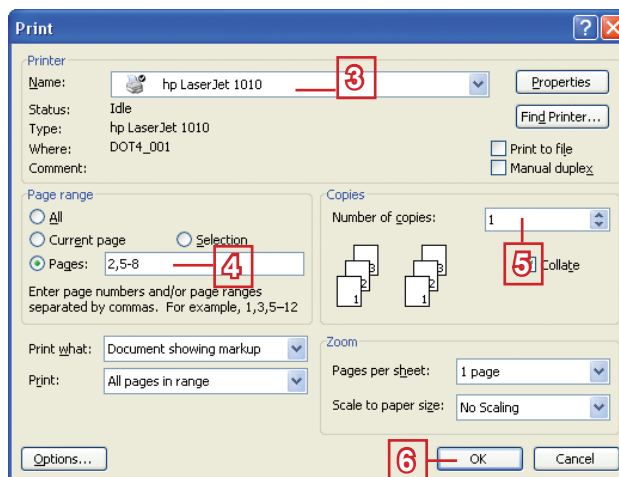 Print
Printer
Name: hp LaserJet 1010 3 Properties
Status: Idle
Type: hp LaserJet 1010 Find Printer...
Where: DOT4_001 Print to file
Comment: Manual duplex
Page range
All
Current page Selection
Pages: 2,5-8 4
Enter page numbers and/or page ranges
separated by commas. For example, 1,3,5–12
Copies
Number of copies: 1
5 Collate
3 3
2 2
1 1
Print what: Document showing markup
Print: All pages in range
Zoom
Pages per sheet: 1 page
Scale to paper size: No Scaling
Options... 6 OK Cancel